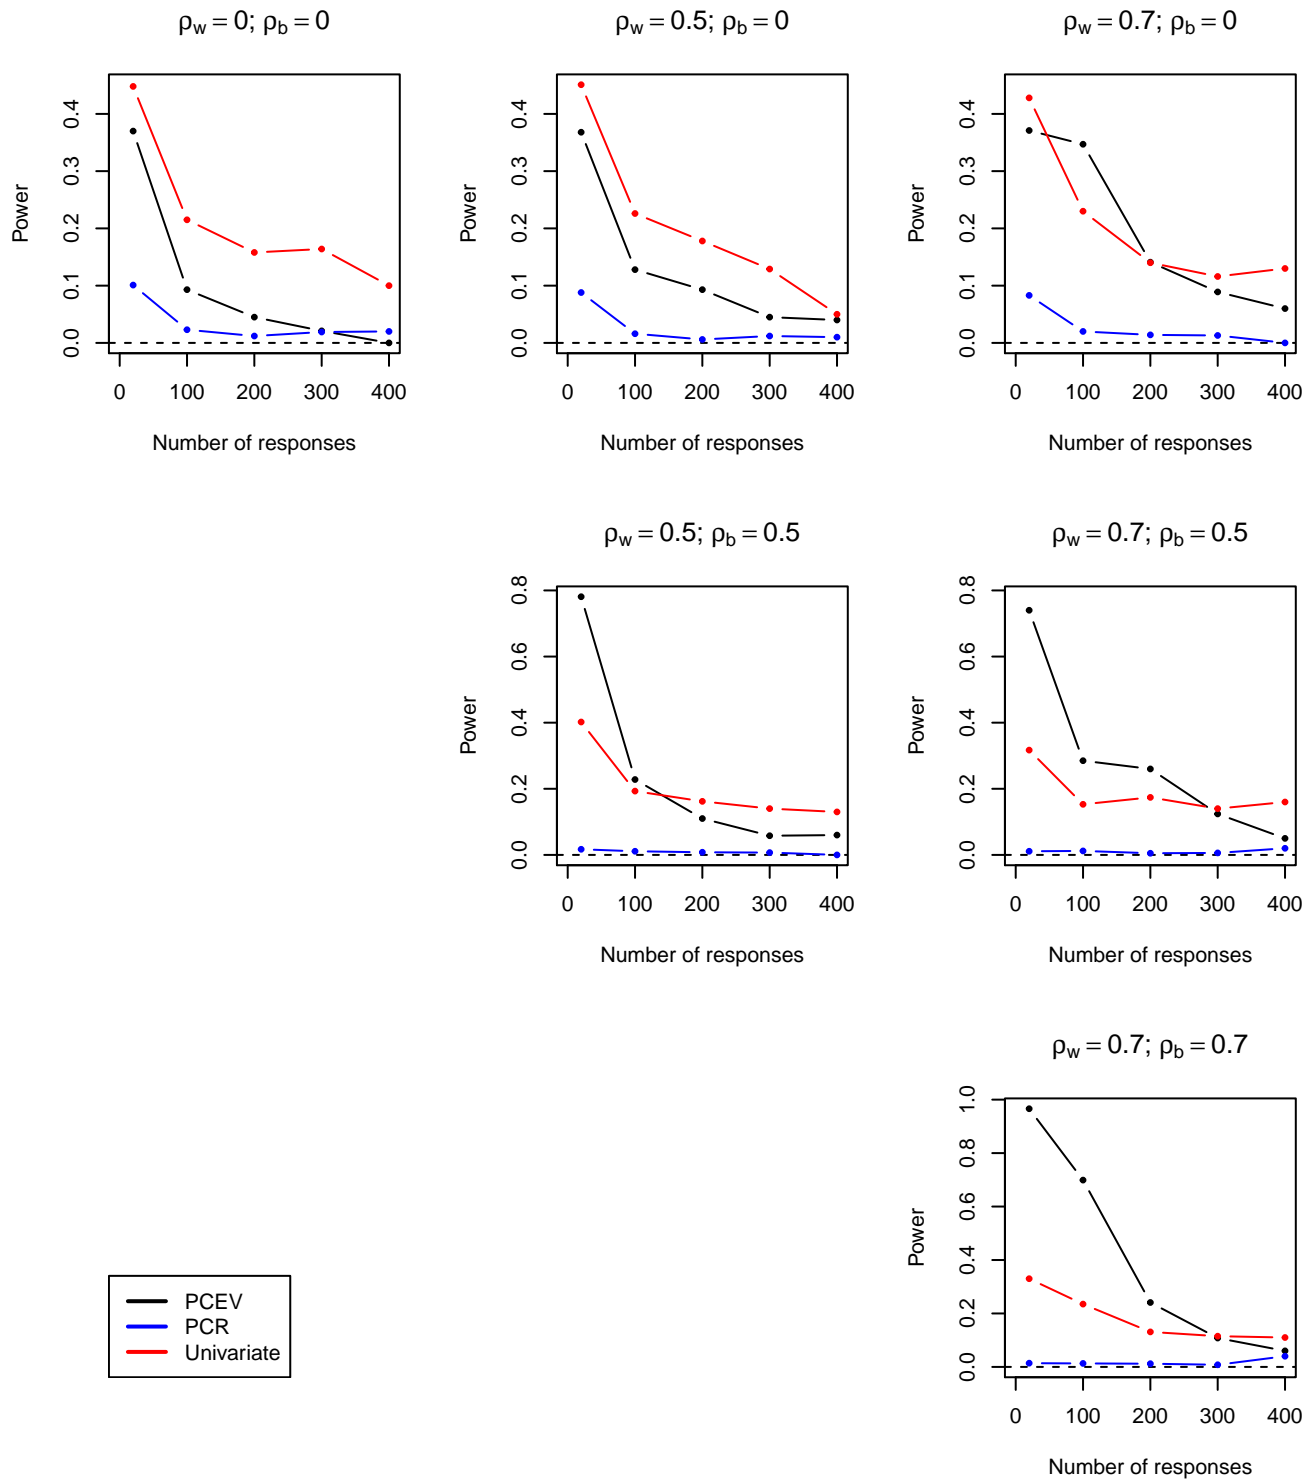 ρw = 0; ρb = 0
Power
0.0 0.1 0.2 0.3 0.4
0 100 200 300 400
Number of responses
ρw = 0.5; ρb = 0
Power
0.0 0.1 0.2 0.3 0.4
0 100 200 300 400
Number of responses
ρw = 0.7; ρb = 0
Power
0.0 0.1 0.2 0.3 0.4
0 100 200 300 400
Number of responses
ρw = 0.5; ρb = 0.5
Power
0.0 0.2 0.4 0.6 0.8
0 100 200 300 400
Number of responses
ρw = 0.7; ρb = 0.5
Power
0.0 0.2 0.4 0.6 0.8
0 100 200 300 400
Number of responses
ρw = 0.7; ρb = 0.7
Power
0.0 0.2 0.4 0.6 0.8 1.0
0 100 200 300 400
Number of responses
PCEV
PCR
Univariate